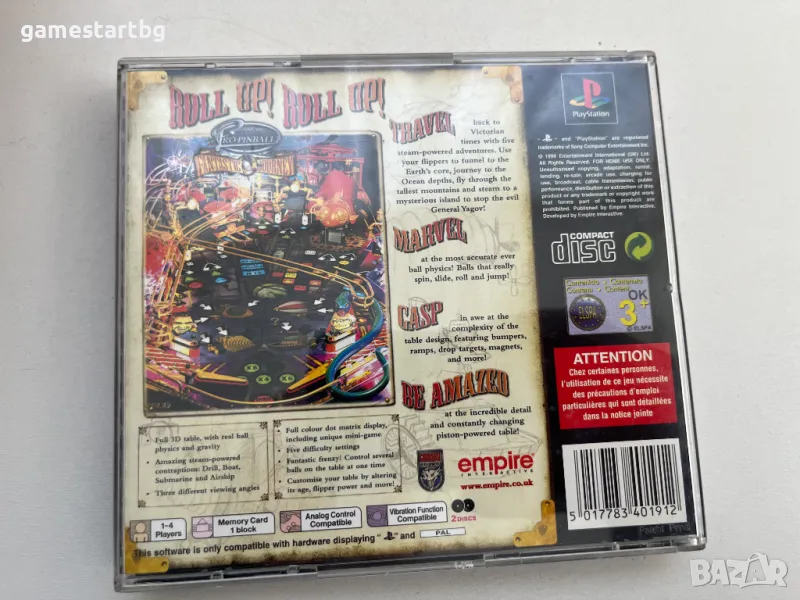 gamestartbg
ROLL UP! ROLL UP!
PRO-PINBALL
FANTASTIC JOURNEY
TRAVEL
back to
Victorian
times with five
steam-powered adventures. Use
your flippers to tunnel to the
Earth's core, journey to the
Ocean depths, fly through the
tallest mountains and steam to a
mysterious island to stop the evil
General Yagov!
MARVEL
at the most accurate ever
ball physics! Balls that really
spin, slide, roll and jump!
GASP
in awe at the
complexity of the
table design, featuring bumpers,
ramps, drop targets, magnets,
and more!
BE AMAZED
at the incredible detail
and constantly changing
piston-powered table!
• Full 3D table, with real ball
physics and gravity
• Amazing steam-powered
contraptions: Drill, Boat,
Submarine and Airship
• Three different viewing angles
• Full colour dot matrix display,
including unique mini-game
• Five difficulty settings
• Fantastic frenzy! Control several
balls on the table at one time
• Customise your table by altering
its age, flipper power and more!
empire
INTERACTIVE
www.empire.co.uk
1-4
Players
Memory Card
1 block
Analog Control
Compatible
Vibration Function
Compatible
2 DISCS
This software is only compatible with hardware displaying " " and PAL
PlayStation
" " and "PlayStation" are registered
trademarks of Sony Computer Entertainment Inc.
COMPACT
disc
Contenido • Contenuto
Contenu • Content
ELSPA
OK
3+
© ELSPA
ATTENTION
Chez certaines personnes,
l'utilisation de ce jeu nécessite
des précautions d'emploi
particulières qui sont détaillées
dans la notice jointe
5 017783 401912
BAZAR